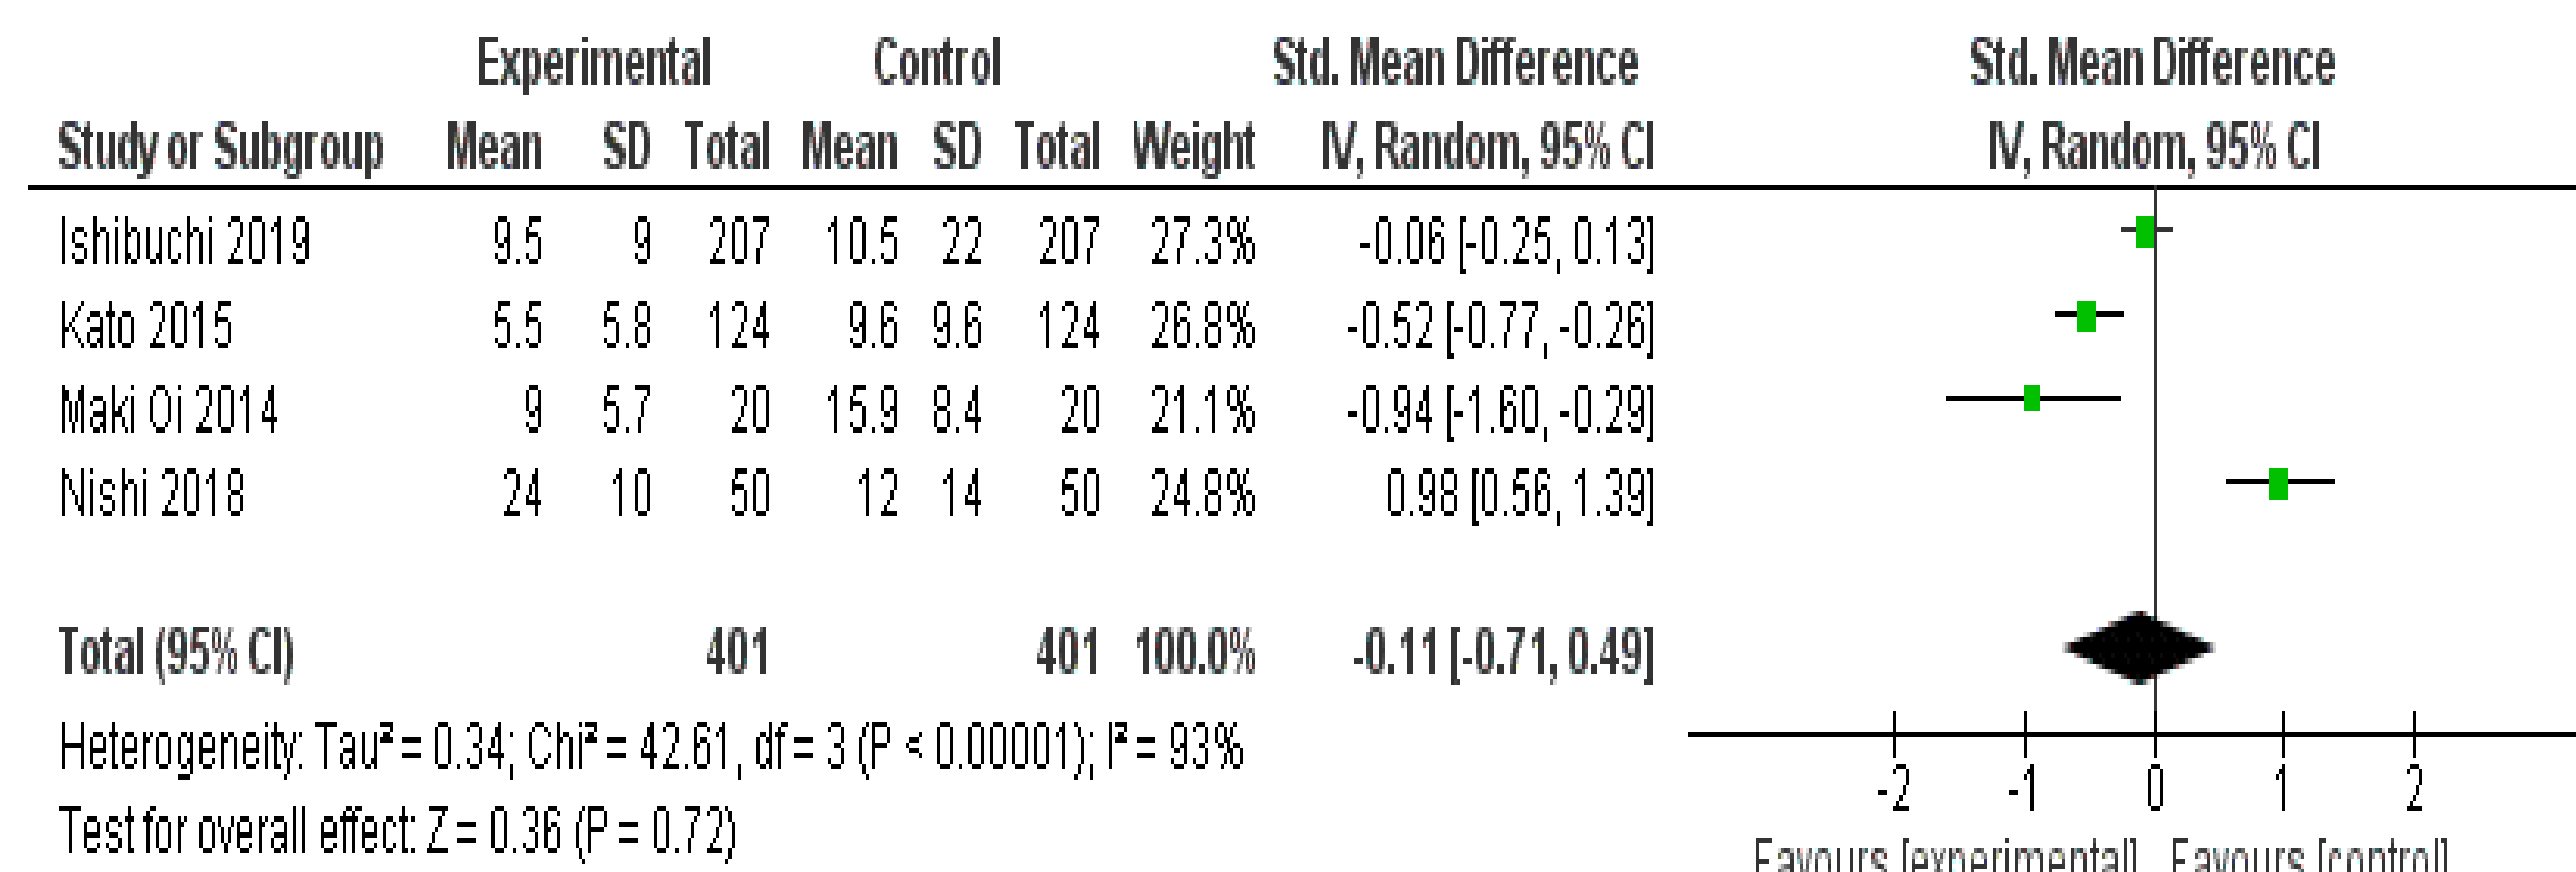 Experimental Control Std. Mean Difference Std. Mean Difference
Study or Subgroup Mean SD Total Mean SD Total Weight IV, Random, 95% CI IV, Random, 95% CI
Ishibuchi 2019 9.5 9 207 10.5 22 207 27.3% -0.06 [-0.25, 0.13]
Kato 2015 5.5 5.8 124 9.6 9.6 124 26.8% -0.52 [-0.77, -0.26]
Maki Oi 2014 9 5.7 20 15.9 8.4 20 21.1% -0.94 [-1.60, -0.29]
Nishi 2018 24 10 50 12 14 50 24.8% 0.98 [0.56, 1.39]
Total (95% CI) 401 401 100.0% -0.11 [-0.71, 0.49]
Heterogeneity: Tau² = 0.34; Chi² = 42.61, df = 3 (P < 0.00001); I² = 93%
Test for overall effect: Z = 0.36 (P = 0.72)
-2 -1 0 1 2
Favours [experimental] Favours [control]